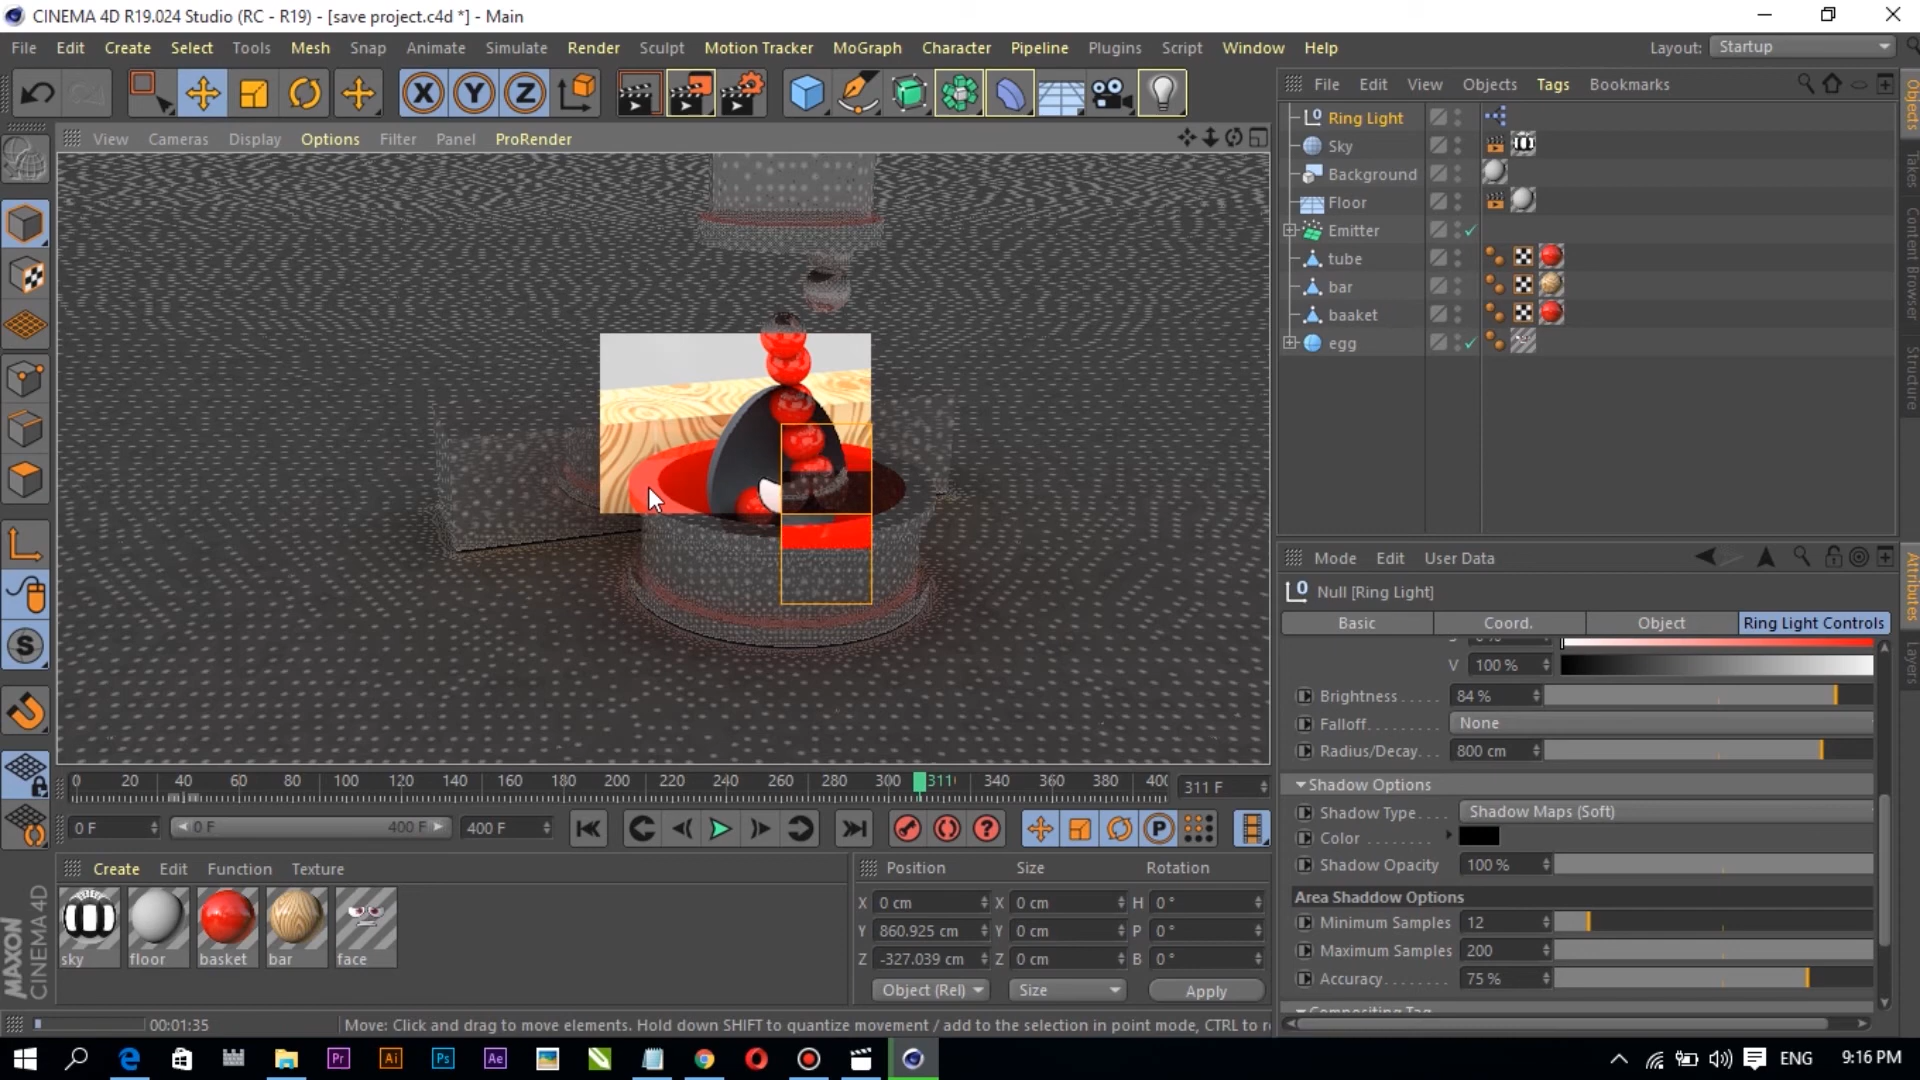 CINEMA 4D R19.024 Studio (RC - R19) - [save project.c4d *] - Main
File Edit Create Select Tools Mesh Snap Animate Simulate Render Sculpt Motion Tracker MoGraph Character Pipeline Plugins Script Window Help Layout: Startup
File Edit View Objects Tags Bookmarks
View Cameras Display Options Filter Panel ProRender
Ring Light
Sky
Background
Floor
Emitter
tube
bar
baaket
egg
Objects
Takes
Content Browser
Structure
Mode Edit User Data
Null [Ring Light]
Basic Coord. Object Ring Light Controls
V 100 %
Brightness 84 %
Falloff None
Radius/Decay 800 cm
Shadow Options
Shadow Type Shadow Maps (Soft)
Color
Shadow Opacity 100 %
Area Shaddow Options
Minimum Samples 12
Maximum Samples 200
Accuracy 75 %
Compositing Tag
Attributes
Layers
0 20 40 60 80 100 120 140 160 180 200 220 240 260 280 300 311 340 360 380 400 311 F
0 F 0 F 400 F 400 F
Create Edit Function Texture
sky floor basket bar face
Position Size Rotation
X 0 cm X 0 cm H 0 °
Y 860.925 cm Y 0 cm P 0 °
Z -327.039 cm Z 0 cm B 0 °
Object (Rel) Size Apply
MAXON CINEMA 4D
00:01:35 Move: Click and drag to move elements. Hold down SHIFT to quantize movement / add to the selection in point mode, CTRL to r
ENG 9:16 PM